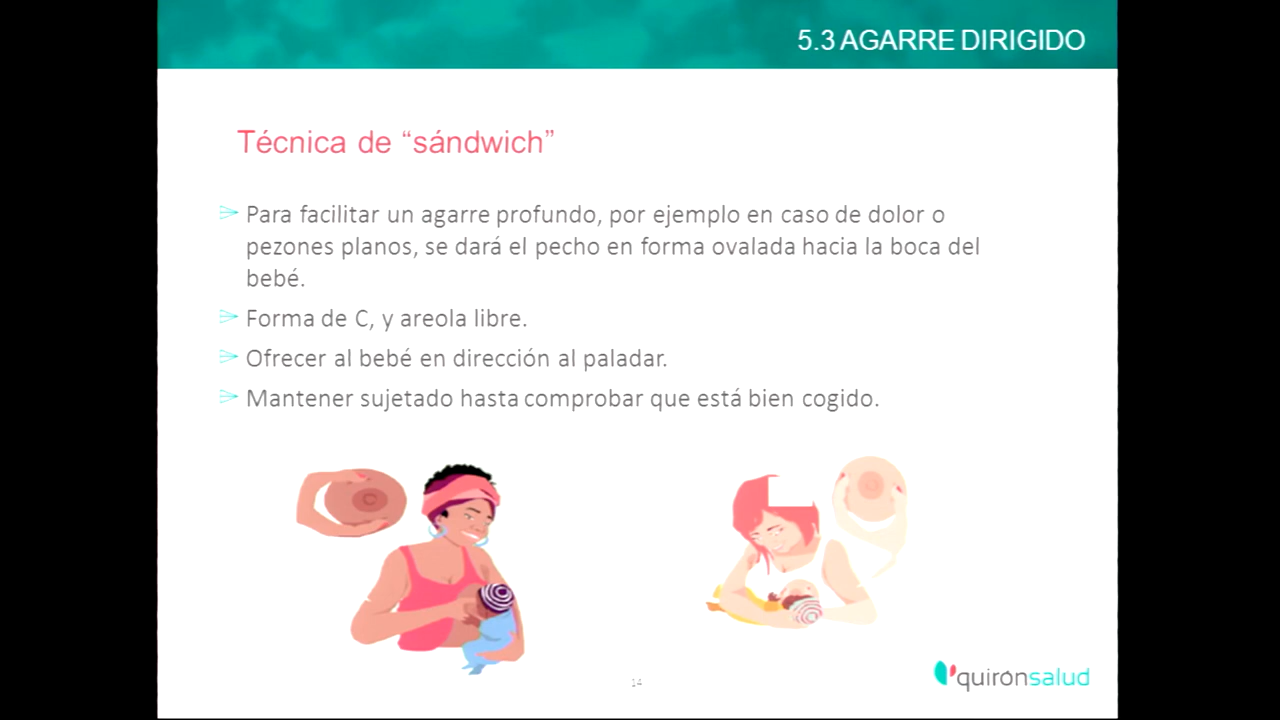 5.3 AGARRE DIRIGIDO
Técnica de “sándwich”
Para facilitar un agarre profundo, por ejemplo en caso de dolor o
pezones planos, se dará el pecho en forma ovalada hacia la boca del
bebé.
Forma de C, y areola libre.
Ofrecer al bebé en dirección al paladar.
Mantener sujetado hasta comprobar que está bien cogido.
14
quirónsalud